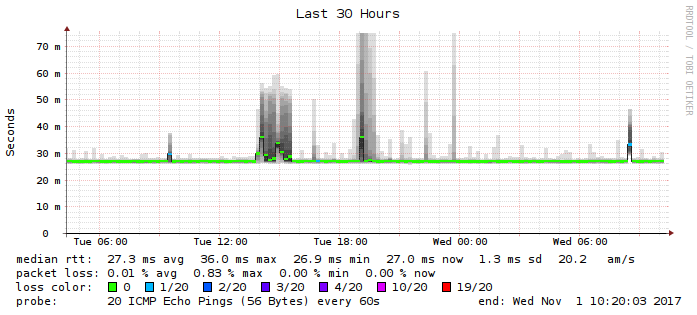 Last 30 Hours
RRDTOOL / TOBI OETIKER
Seconds
70 m
60 m
50 m
40 m
30 m
20 m
10 m
0
Tue 06:00 Tue 12:00 Tue 18:00 Wed 00:00 Wed 06:00
median rtt: 27.3 ms avg 36.0 ms max 26.9 ms min 27.0 ms now 1.3 ms sd 20.2 am/s
packet loss: 0.01 % avg 0.83 % max 0.00 % min 0.00 % now
loss color: 0 1/20 2/20 3/20 4/20 10/20 19/20
probe: 20 ICMP Echo Pings (56 Bytes) every 60s end: Wed Nov 1 10:20:03 2017